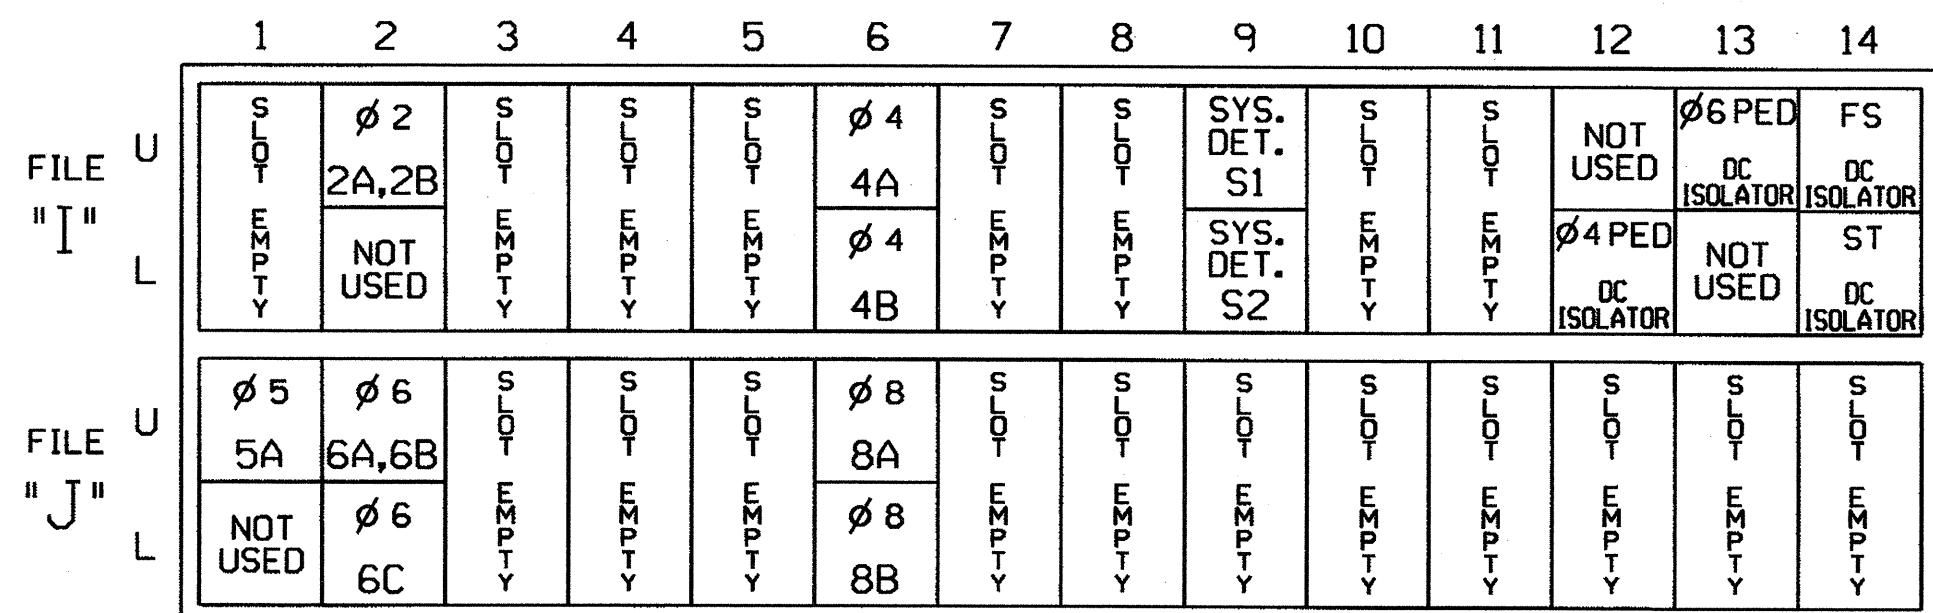 1 2 3 4 5 6 7 8 9 10 11 12 13 14
FILE "I"
U
L
SLOT EMPTY
Ø 2
2A,2B
NOT USED
SLOT EMPTY
SLOT EMPTY
SLOT EMPTY
Ø 4
4A
Ø 4
4B
SLOT EMPTY
SLOT EMPTY
SYS. DET. S1
SYS. DET. S2
SLOT EMPTY
SLOT EMPTY
NOT USED
Ø4 PED
DC ISOLATOR
Ø6 PED
DC ISOLATOR
NOT USED
FS
DC ISOLATOR
ST
DC ISOLATOR
FILE "J"
U
L
Ø 5
5A
NOT USED
Ø 6
6A,6B
Ø 6
6C
SLOT EMPTY
SLOT EMPTY
SLOT EMPTY
Ø 8
8A
Ø 8
8B
SLOT EMPTY
SLOT EMPTY
SLOT EMPTY
SLOT EMPTY
SLOT EMPTY
SLOT EMPTY
SLOT EMPTY
SLOT EMPTY